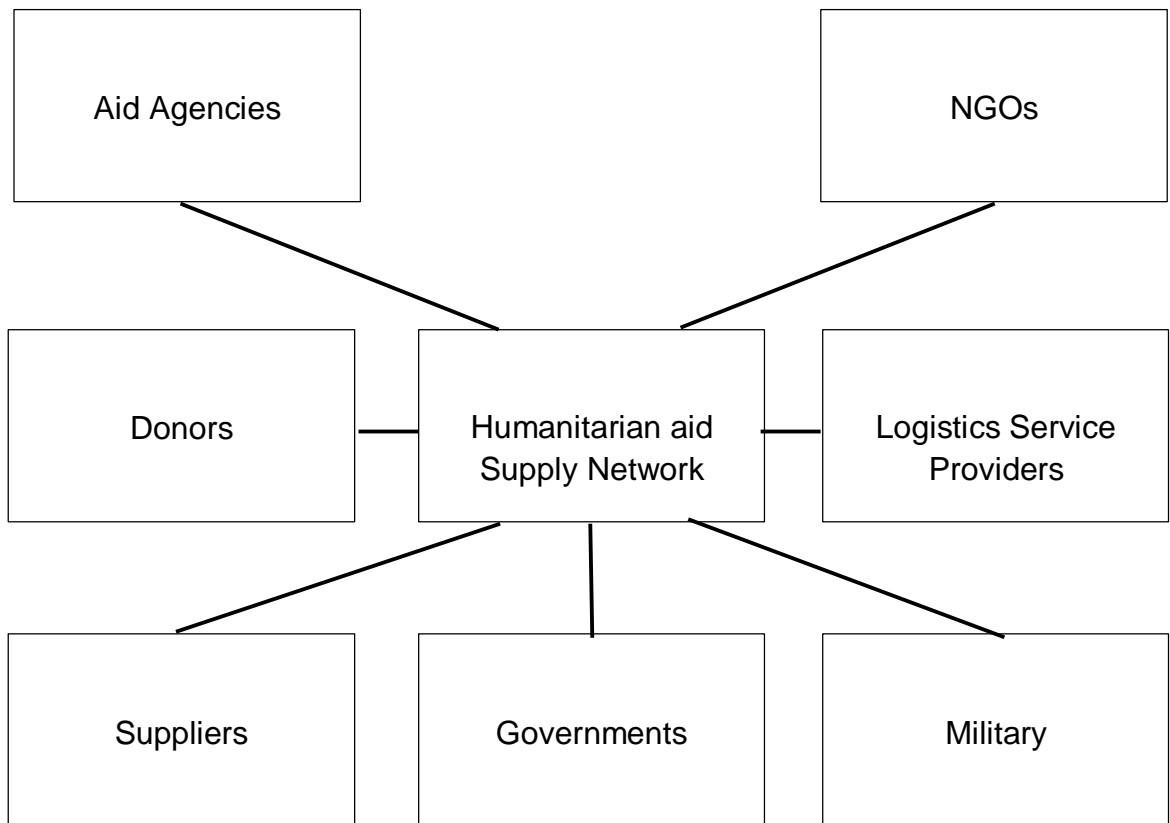 Aid Agencies
NGOs
Donors
Humanitarian aid
Supply Network
Logistics Service
Providers
Suppliers
Governments
Military